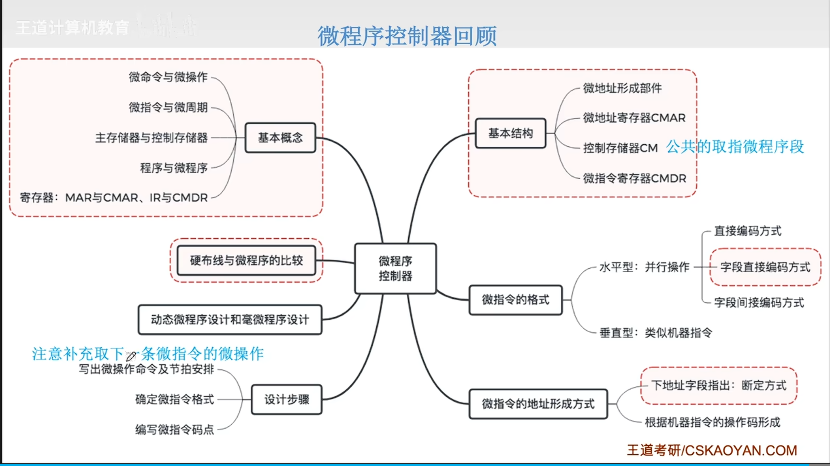 王道计算机教育
微程序控制器回顾
微命令与微操作
微指令与微周期
主存储器与控制存储器
程序与微程序
寄存器：MAR与CMAR、IR与CMDR
基本概念
硬布线与微程序的比较
动态微程序设计和毫微程序设计
注意补充取下一条微指令的微操作
写出微操作命令及节拍安排
确定微指令格式
编写微指令码点
设计步骤
微程序
控制器
基本结构
微地址形成部件
微地址寄存器CMAR
控制存储器CM 公共的取指微程序段
微指令寄存器CMDR
微指令的格式
水平型：并行操作
直接编码方式
字段直接编码方式
字段间接编码方式
垂直型：类似机器指令
微指令的地址形成方式
下地址字段指出：断定方式
根据机器指令的操作码形成
王道考研/CSKAOYAN.COM